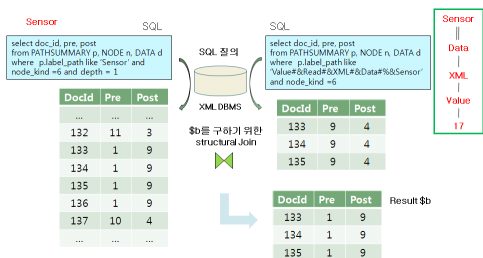 Sensor
SQL
select doc_id, pre, post
from PATHSUMMARY p, NODE n, DATA d
where p.label_path like 'Sensor' and
node_kind =6 and depth = 1
SQL 질의
XML DBMS
SQL
select doc_id, pre, post
from PATHSUMMARY p, NODE n, DATA d
where p.label_path like
'Value#&Read#&XML#&Data#%&Sensor'
and node_kind =6
Sensor
Data
XML
Value
17
DocId Pre Post
... ... ...
132 11 3
133 1 9
134 1 9
135 1 9
136 1 9
137 10 4
... ... ...
$b를 구하기 위한
structural Join
DocId Pre Post
133 9 4
134 9 4
135 9 4
DocId Pre Post
133 1 9
134 1 9
135 1 9
Result $b